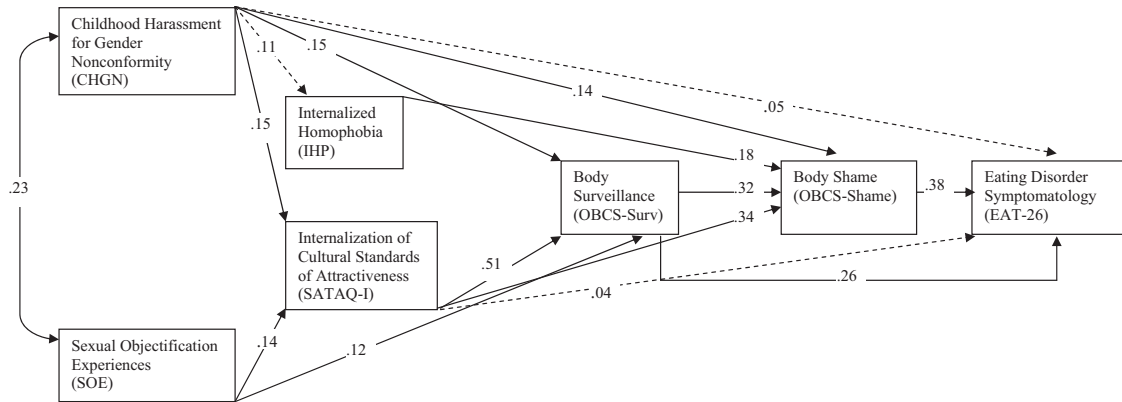 Childhood Harassment
for Gender
Nonconformity
(CHGN)
.11
.15
.14
.05
.15
Internalized
Homophobia
(IHP)
.23
.18
Body
Surveillance
(OBCS-Surv)
.32
Body Shame
(OBCS-Shame)
.38
Eating Disorder
Symptomatology
(EAT-26)
.34
Internalization of
Cultural Standards
of Attractiveness
(SATAQ-I)
.51
.04
.26
Sexual Objectification
Experiences
(SOE)
.14
.12